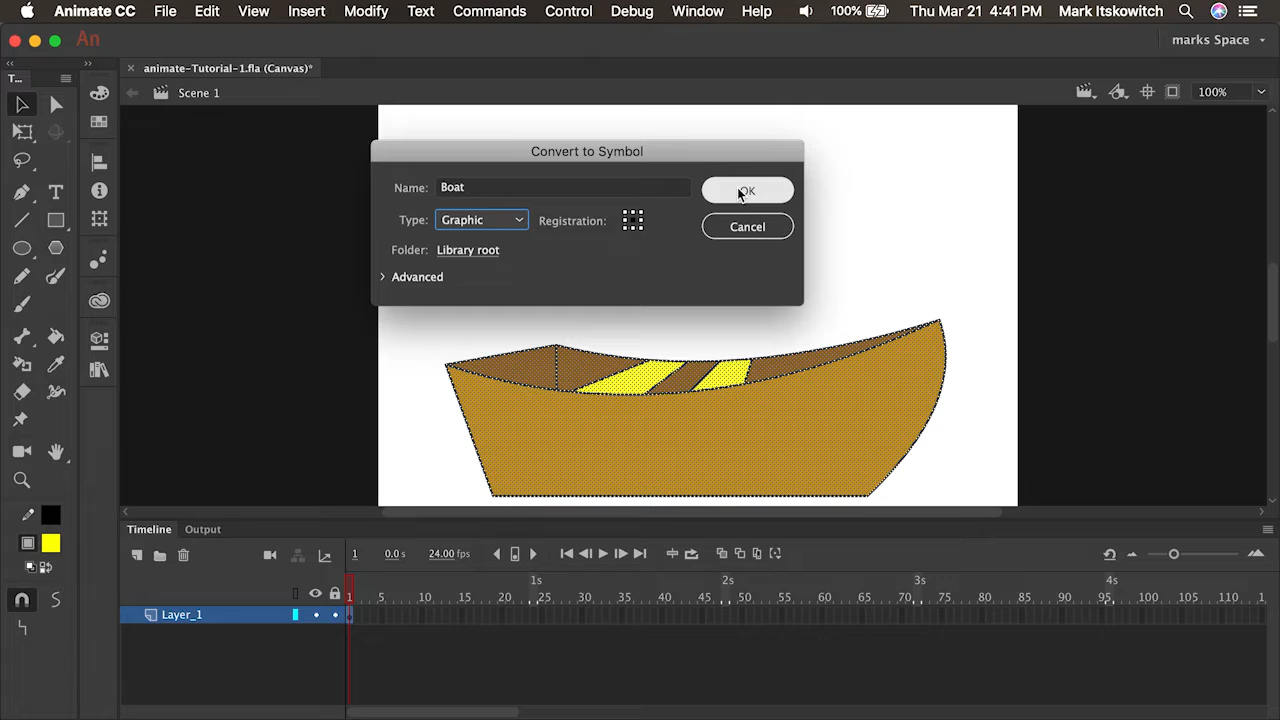 Animate CC File Edit View Insert Modify Text Commands Control Debug Window Help 100% Thu Mar 21 4:41 PM Mark Itskowitch
An marks Space
T... × animate-Tutorial-1.fla (Canvas)*
Scene 1 100%
Convert to Symbol
Name: Boat OK
Type: Graphic Registration: Cancel
Folder: Library root
Advanced
Timeline Output
1 0.0 s 24.00 fps
1s 2s 3s 4s
1 5 10 15 20 25 30 35 40 45 50 55 60 65 70 75 80 85 90 95 100 105 110 1
Layer_1